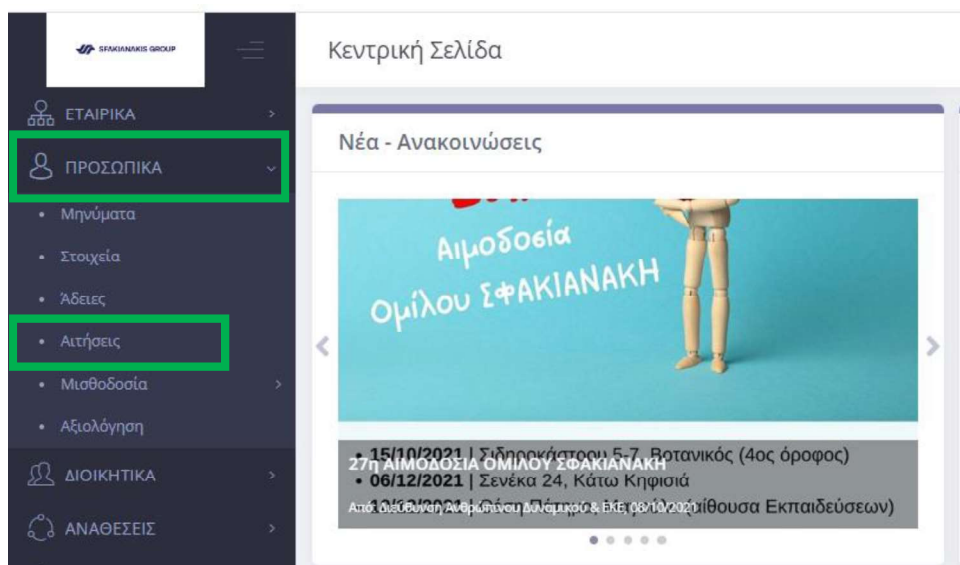 SFAKIANAKIS GROUP
Κεντρική Σελίδα
ΕΤΑΙΡΙΚΑ
ΠΡΟΣΩΠΙΚΑ
Μηνύματα
Στοιχεία
Άδειες
Αιτήσεις
Μισθοδοσία
Αξιολόγηση
ΔΙΟΙΚΗΤΙΚΑ
ΑΝΑΘΕΣΕΙΣ
Νέα - Ανακοινώσεις
Αιμοδοσία
Ομίλου ΣΦΑΚΙΑΝΑΚΗ
• 15/10/2021 | Σιδηροκάστρου 5-7, Βοτανικός (4ος όροφος)
27η ΑΙΜΟΔΟΣΙΑ ΟΜΙΛΟΥ ΣΦΑΚΙΑΝΑΚΗ
• 06/12/2021 | Σενέκα 24, Κάτω Κηφισιά
Από: Διεύθυνση Ανθρώπινου Δυναμικού & ΕΚΕ, 08/10/2021
Εκπαιδεύσεων)